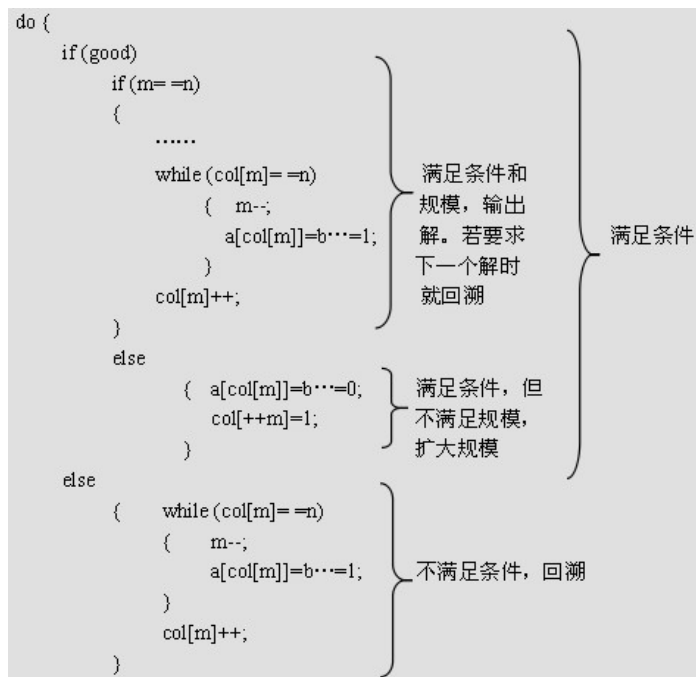 do {
if (good)
if (m= =n)
{
……
while (col[m]= =n)
{ m--;
a[col[m]]=b…=1;
}
col[m]++;
}
满足条件和
规模，输出
解。若要求
下一个解时
就回溯
满足条件
else
{ a[col[m]]=b…=0;
col[++m]=1;
}
满足条件，但
不满足规模，
扩大规模
else
{ while (col[m]= =n)
{ m--;
a[col[m]]=b…=1;
}
col[m]++;
}
不满足条件，回溯